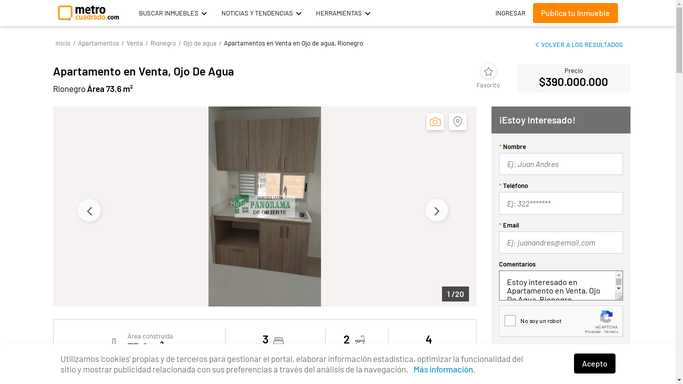 metro
cuadrado.com
BUSCAR INMUEBLES
NOTICIAS Y TENDENCIAS
HERRAMIENTAS
INGRESAR
Publica tu Inmueble
Inicio / Apartamentos / Venta / Rionegro / Ojo de agua / Apartamentos en Venta en Ojo de agua, Rionegro
VOLVER A LOS RESULTADOS
Apartamento en Venta, Ojo De Agua
Rionegro Área 73.6 m²
Favorito
Precio
$390.000.000
PANORAMA
DE ORIENTE
1 / 20
¡Estoy Interesado!
* Nombre
Ej: Juan Andres
* Teléfono
Ej: 322*******
* Email
Ej: juanandres@email.com
Comentarios
Estoy interesado en
Apartamento en Venta, Ojo
De Agua, Rionegro
No soy un robot
reCAPTCHA
Privacidad - Términos
Área construida
3
2
4
Utilizamos 'cookies' propias y de terceros para gestionar el portal, elaborar información estadística, optimizar la funcionalidad del
sitio y mostrar publicidad relacionada con sus preferencias a través del análisis de la navegación. Más información.
Acepto